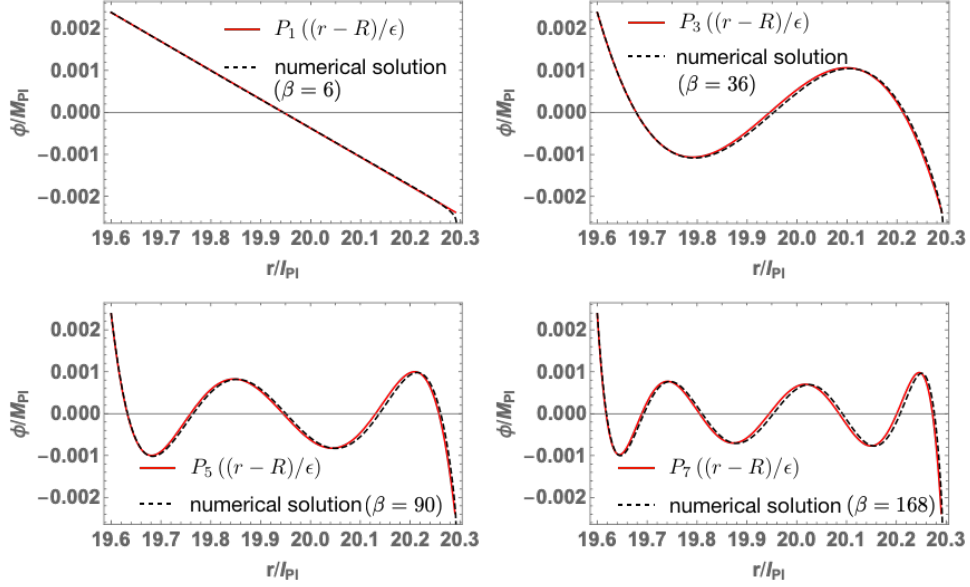 P_1 ((r − R)/ϵ)
numerical solution
(β = 6)
ϕ/M_Pl
0.002
0.001
0.000
−0.001
−0.002
19.6 19.7 19.8 19.9 20.0 20.1 20.2 20.3
r/l_Pl
P_3 ((r − R)/ϵ)
numerical solution
(β = 36)
ϕ/M_Pl
0.002
0.001
0.000
−0.001
−0.002
19.6 19.7 19.8 19.9 20.0 20.1 20.2 20.3
r/l_Pl
ϕ/M_Pl
0.002
0.001
0.000
−0.001
−0.002
P_5 ((r − R)/ϵ)
numerical solution (β = 90)
19.6 19.7 19.8 19.9 20.0 20.1 20.2 20.3
r/l_Pl
ϕ/M_Pl
0.002
0.001
0.000
−0.001
−0.002
P_7 ((r − R)/ϵ)
numerical solution (β = 168)
19.6 19.7 19.8 19.9 20.0 20.1 20.2 20.3
r/l_Pl